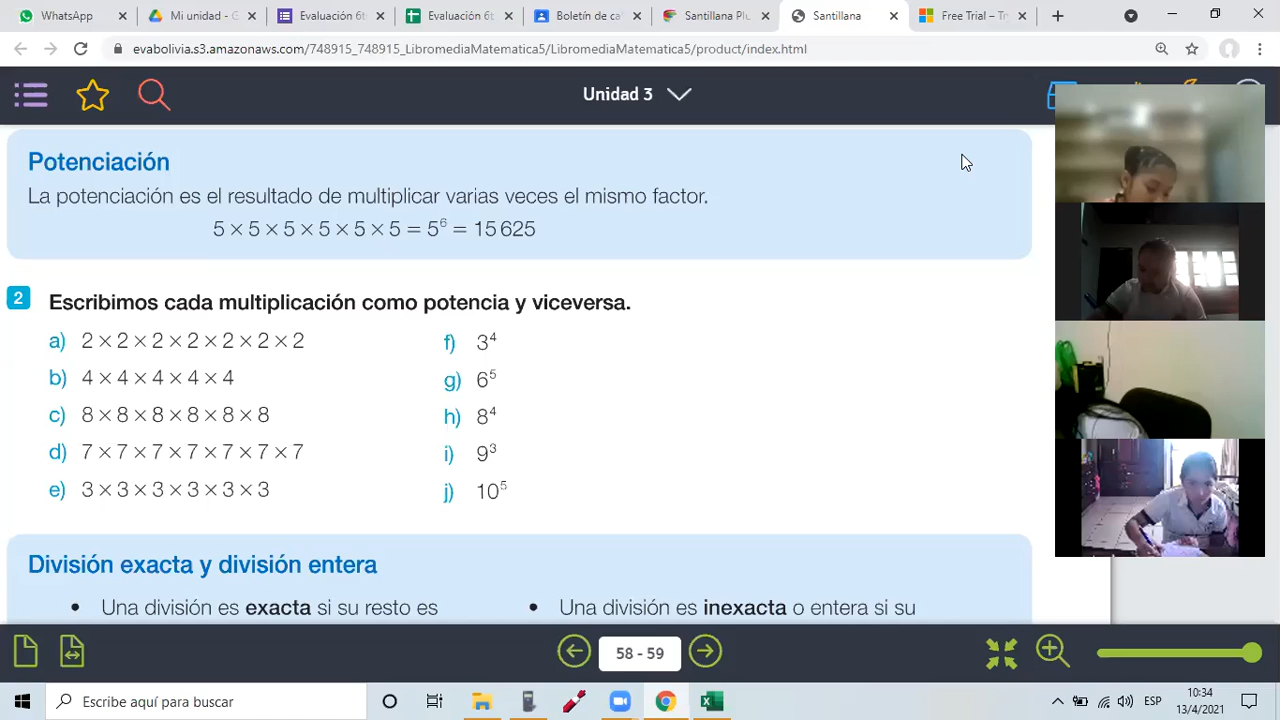 WhatsApp
Mi unidad - G
Evaluación 6t
Evaluación 6t
Boletín de ca
Santillana Plu
Santillana
Free Trial – Tr
evabolivia.s3.amazonaws.com/748915_748915_LibromediaMatematica5/LibromediaMatematica5/product/index.html
Unidad 3
Potenciación
La potenciación es el resultado de multiplicar varias veces el mismo factor.
5 × 5 × 5 × 5 × 5 × 5 = 5⁶ = 15 625
2 Escribimos cada multiplicación como potencia y viceversa.
a) 2 × 2 × 2 × 2 × 2 × 2 × 2
b) 4 × 4 × 4 × 4 × 4
c) 8 × 8 × 8 × 8 × 8 × 8
d) 7 × 7 × 7 × 7 × 7 × 7 × 7
e) 3 × 3 × 3 × 3 × 3 × 3
f) 3⁴
g) 6⁵
h) 8⁴
i) 9³
j) 10⁵
División exacta y división entera
• Una división es exacta si su resto es
• Una división es inexacta o entera si su
58 - 59
Escribe aquí para buscar
ESP
10:34
13/4/2021